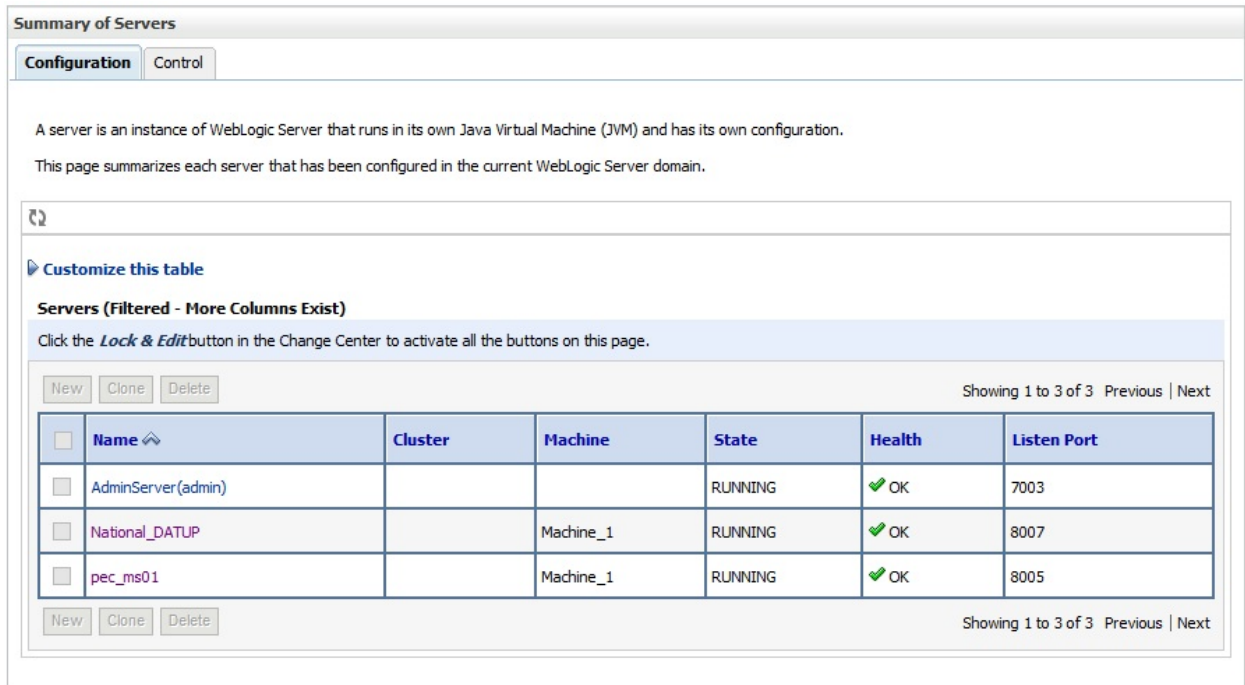 Summary of Servers
Configuration Control
A server is an instance of WebLogic Server that runs in its own Java Virtual Machine (JVM) and has its own configuration.
This page summarizes each server that has been configured in the current WebLogic Server domain.
Customize this table
Servers (Filtered - More Columns Exist)
Click the Lock & Edit button in the Change Center to activate all the buttons on this page.
New Clone Delete Showing 1 to 3 of 3 Previous | Next
Name Cluster Machine State Health Listen Port
AdminServer(admin) RUNNING OK 7003
National_DATUP Machine_1 RUNNING OK 8007
pec_ms01 Machine_1 RUNNING OK 8005
New Clone Delete Showing 1 to 3 of 3 Previous | Next